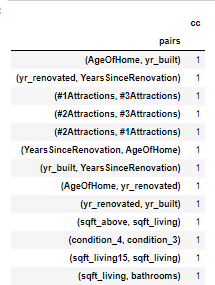 cc
pairs
(AgeOfHome, yr_built) 1
(yr_renovated, YearsSinceRenovation) 1
(#1Attractions, #3Attractions) 1
(#2Attractions, #3Attractions) 1
(#2Attractions, #1Attractions) 1
(YearsSinceRenovation, AgeOfHome) 1
(yr_built, YearsSinceRenovation) 1
(AgeOfHome, yr_renovated) 1
(yr_renovated, yr_built) 1
(sqft_above, sqft_living) 1
(condition_4, condition_3) 1
(sqft_living15, sqft_living) 1
(sqft_living, bathrooms) 1